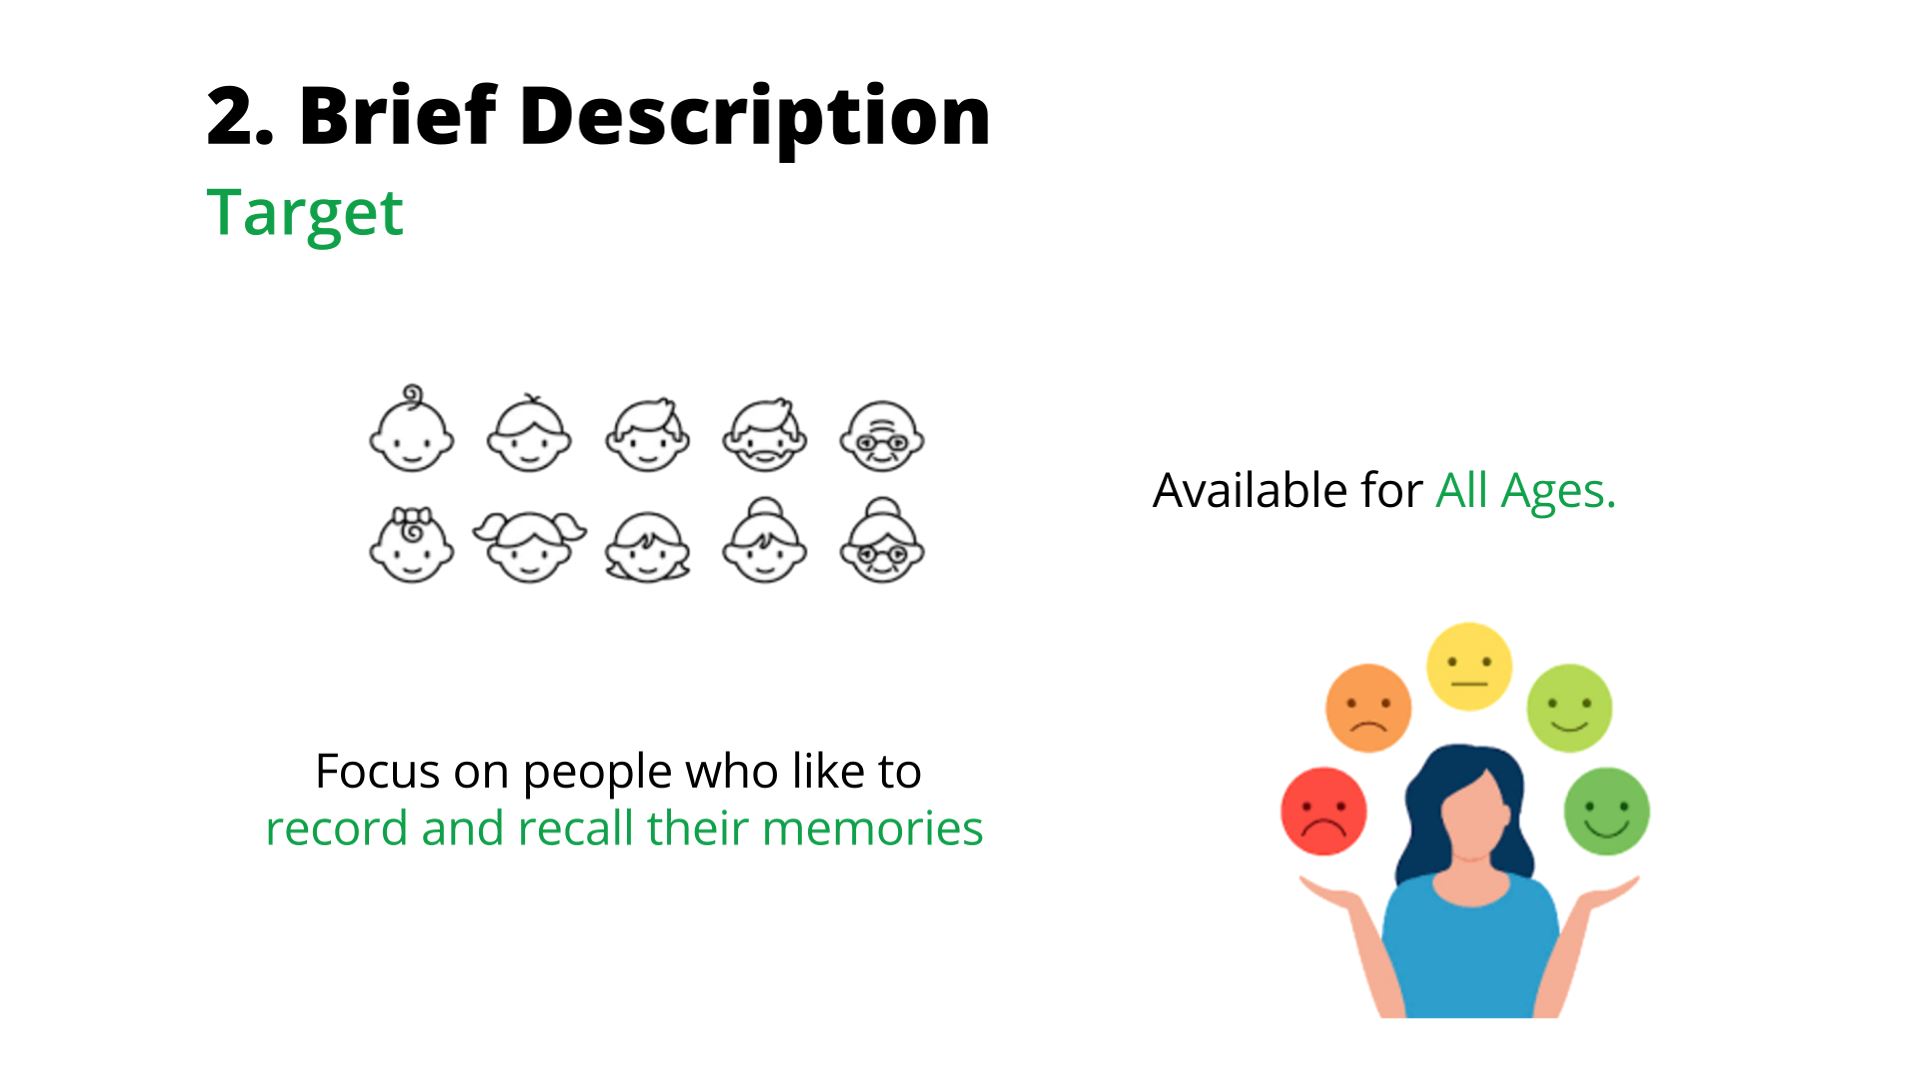 2. Brief Description
Target
Available for All Ages.
Focus on people who like to
record and recall their memories